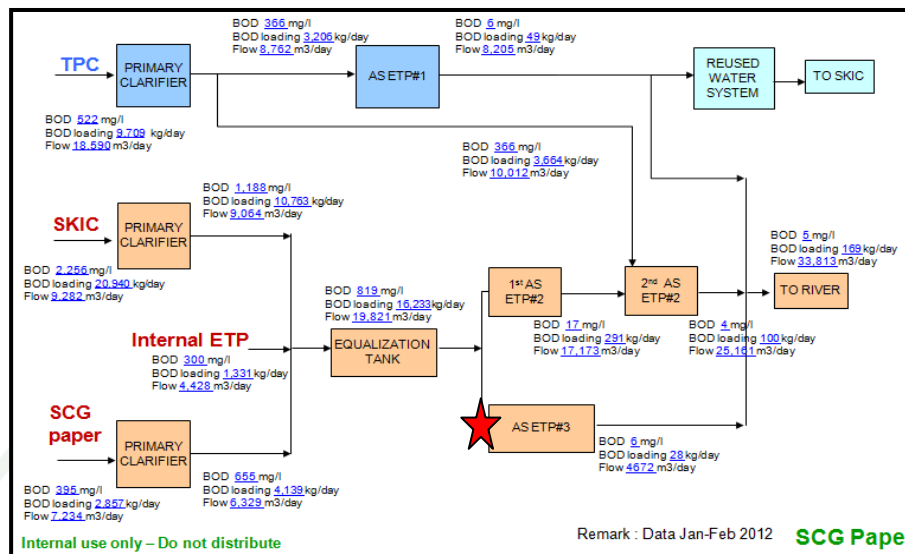 BOD 366 mg/l
BOD loading 3,206 kg/day
Flow 8,762 m3/day
BOD 6 mg/l
BOD loading 49 kg/day
Flow 8,205 m3/day
TPC
PRIMARY
CLARIFIER
AS ETP#1
REUSED
WATER
SYSTEM
TO SKIC
BOD 522 mg/l
BOD loading 9.709 kg/day
Flow 18.590 m3/day
BOD 366 mg/l
BOD loading 3,664 kg/day
Flow 10,012 m3/day
BOD 1,188 mg/l
BOD loading 10,763 kg/day
Flow 9,064 m3/day
SKIC
PRIMARY
CLARIFIER
BOD 2.256 mg/l
BOD loading 20.940 kg/day
Flow 9.282 m3/day
BOD 5 mg/l
BOD loading 169 kg/day
Flow 33,813 m3/day
BOD 819 mg/l
BOD loading 16,233 kg/day
Flow 19,821 m3/day
1st AS
ETP#2
2nd AS
ETP#2
TO RIVER
Internal ETP
BOD 300 mg/l
BOD loading 1,331 kg/day
Flow 4,428 m3/day
EQUALIZATION
TANK
BOD 17 mg/l
BOD loading 291 kg/day
Flow 17,173 m3/day
BOD 4 mg/l
BOD loading 100 kg/day
Flow 25,161 m3/day
SCG
paper
PRIMARY
CLARIFIER
AS ETP#3
BOD 6 mg/l
BOD loading 28 kg/day
Flow 4672 m3/day
BOD 395 mg/l
BOD loading 2.857 kg/day
Flow 7,234 m3/day
BOD 655 mg/l
BOD loading 4,139 kg/day
Flow 6,329 m3/day
Internal use only – Do not distribute
Remark : Data Jan-Feb 2012
SCG Pape